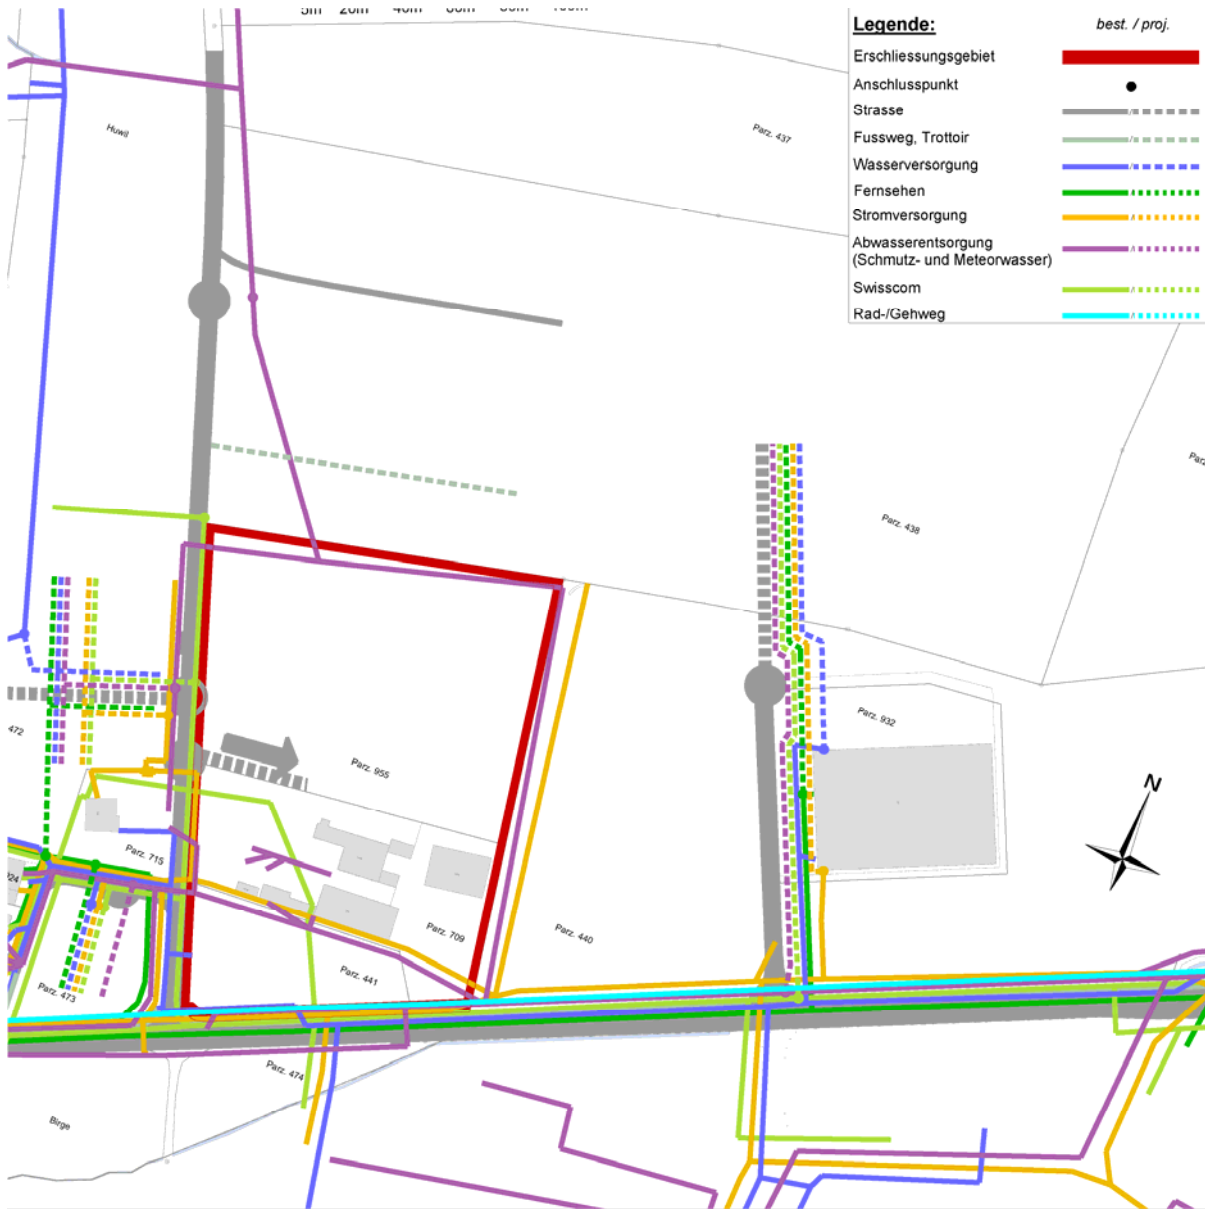 Legende: best. / proj.
Erschliessungsgebiet
Anschlusspunkt
Strasse
Fussweg, Trottoir
Wasserversorgung
Fernsehen
Stromversorgung
Abwasserentsorgung
(Schmutz- und Meteorwasser)
Swisscom
Rad-/Gehweg
Huwil
Parz. 437
Parz. 438
472
Parz. 932
Parz. 955
N
Parz. 715
Parz. 709
Parz. 440
Parz. 441
Parz. 473
Parz. 474
Birge